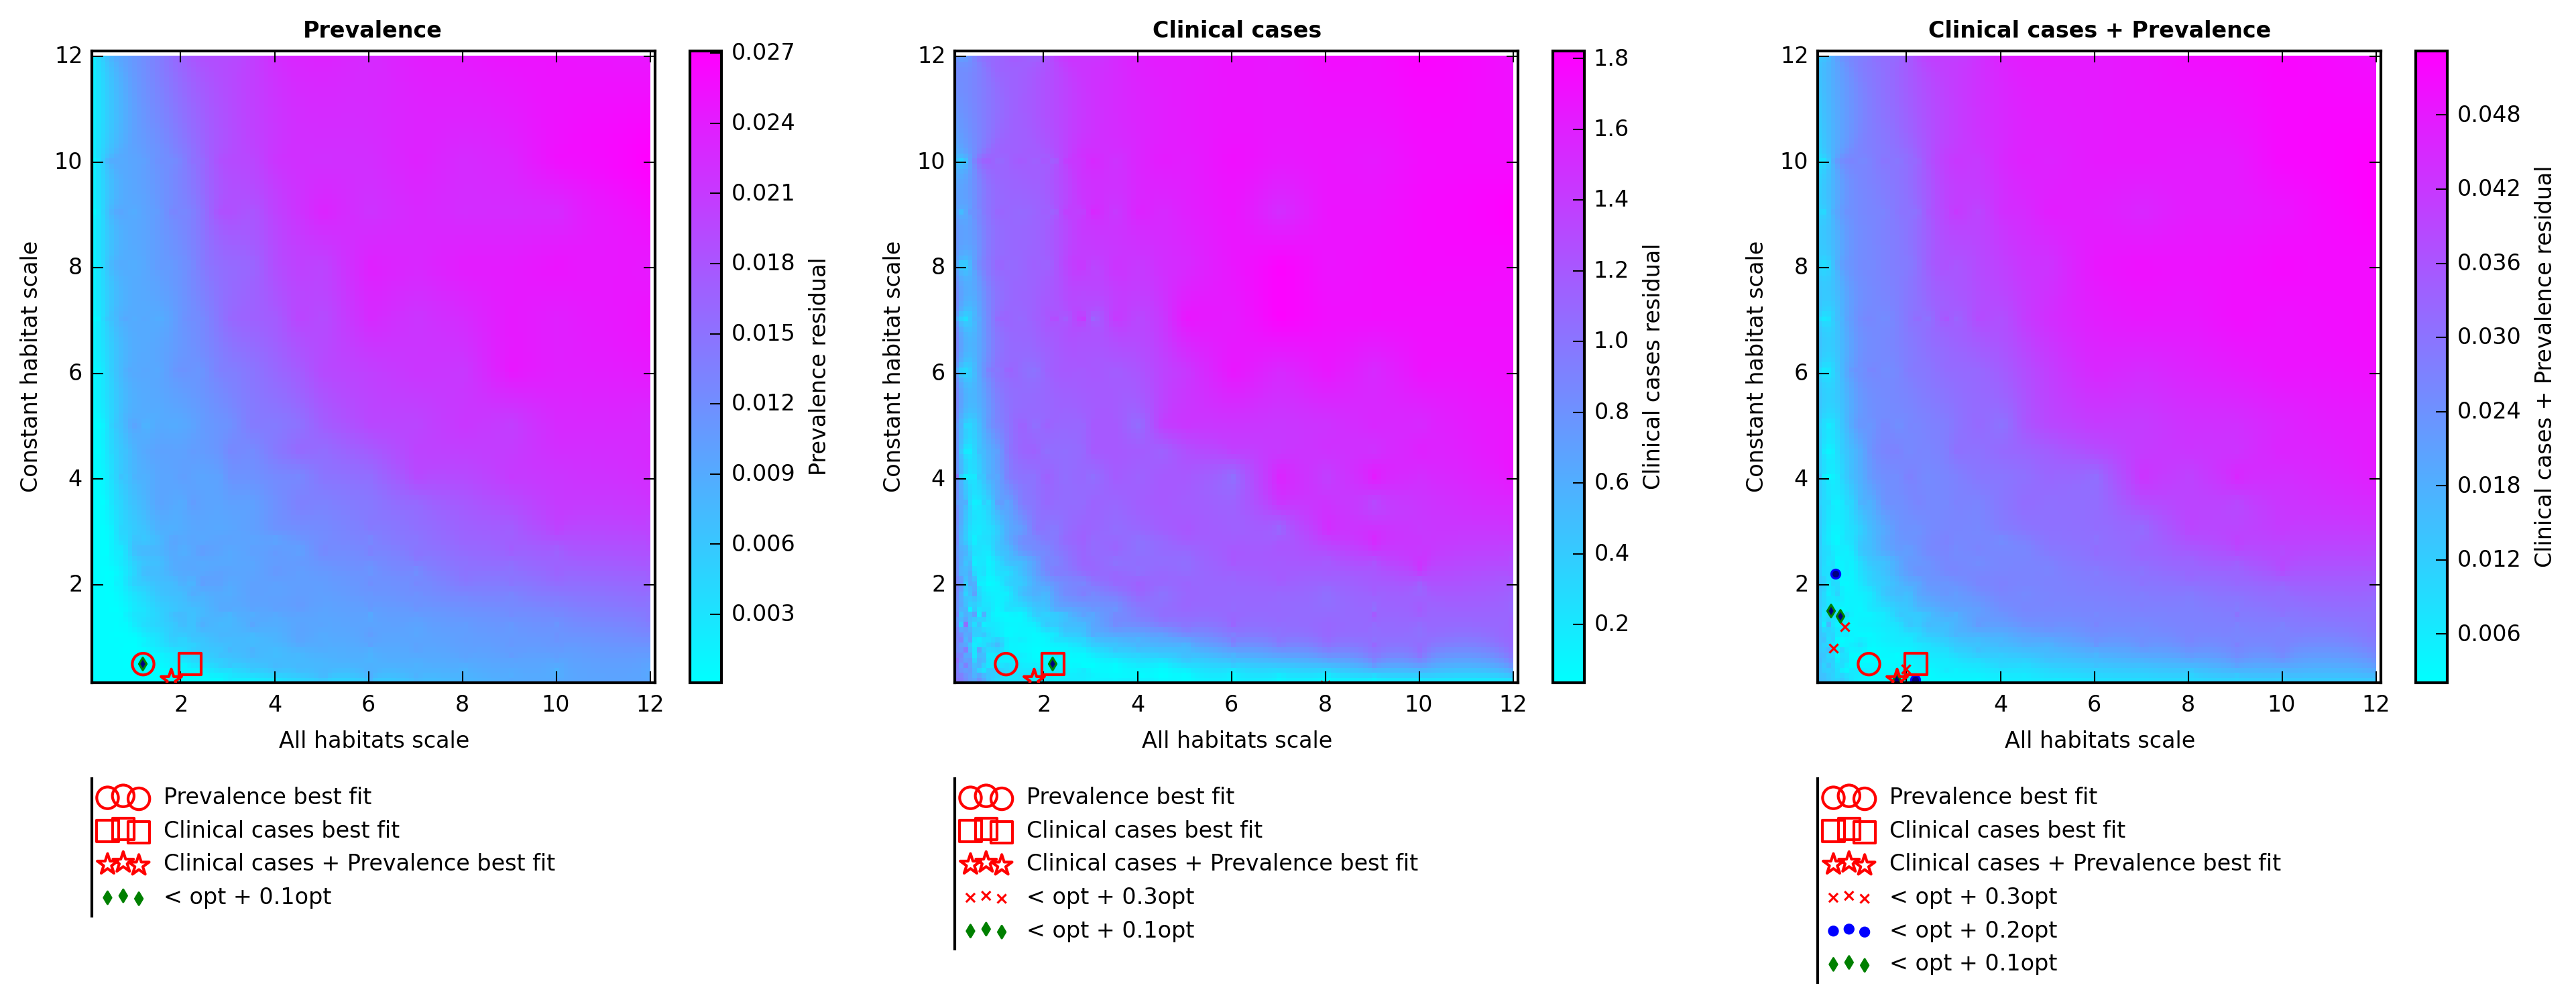 Prevalence
Clinical cases
Clinical cases + Prevalence
12
10
8
6
4
2
Constant habitat scale
2 4 6 8 10 12
All habitats scale
0.027
0.024
0.021
0.018
0.015
0.012
0.009
0.006
0.003
Prevalence residual
12
10
8
6
4
2
Constant habitat scale
2 4 6 8 10 12
All habitats scale
1.8
1.6
1.4
1.2
1.0
0.8
0.6
0.4
0.2
Clinical cases residual
12
10
8
6
4
2
Constant habitat scale
2 4 6 8 10 12
All habitats scale
0.048
0.042
0.036
0.030
0.024
0.018
0.012
0.006
Clinical cases + Prevalence residual
Prevalence best fit
Clinical cases best fit
Clinical cases + Prevalence best fit
< opt + 0.1opt
Prevalence best fit
Clinical cases best fit
Clinical cases + Prevalence best fit
< opt + 0.3opt
< opt + 0.1opt
Prevalence best fit
Clinical cases best fit
Clinical cases + Prevalence best fit
< opt + 0.3opt
< opt + 0.2opt
< opt + 0.1opt